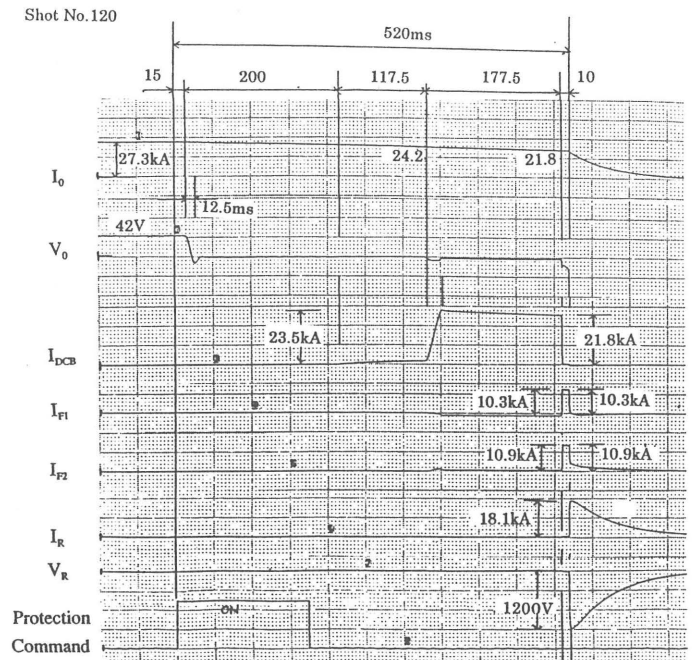 Shot No.120
520ms
15 200 117.5 177.5 10
27.3kA 24.2 21.8
I0
12.5ms
42V
V0
23.5kA 21.8kA
IDCB
10.3kA 10.3kA
IF1
10.9kA 10.9kA
IF2
18.1kA
IR
VR
1200V
ON
Protection
Command